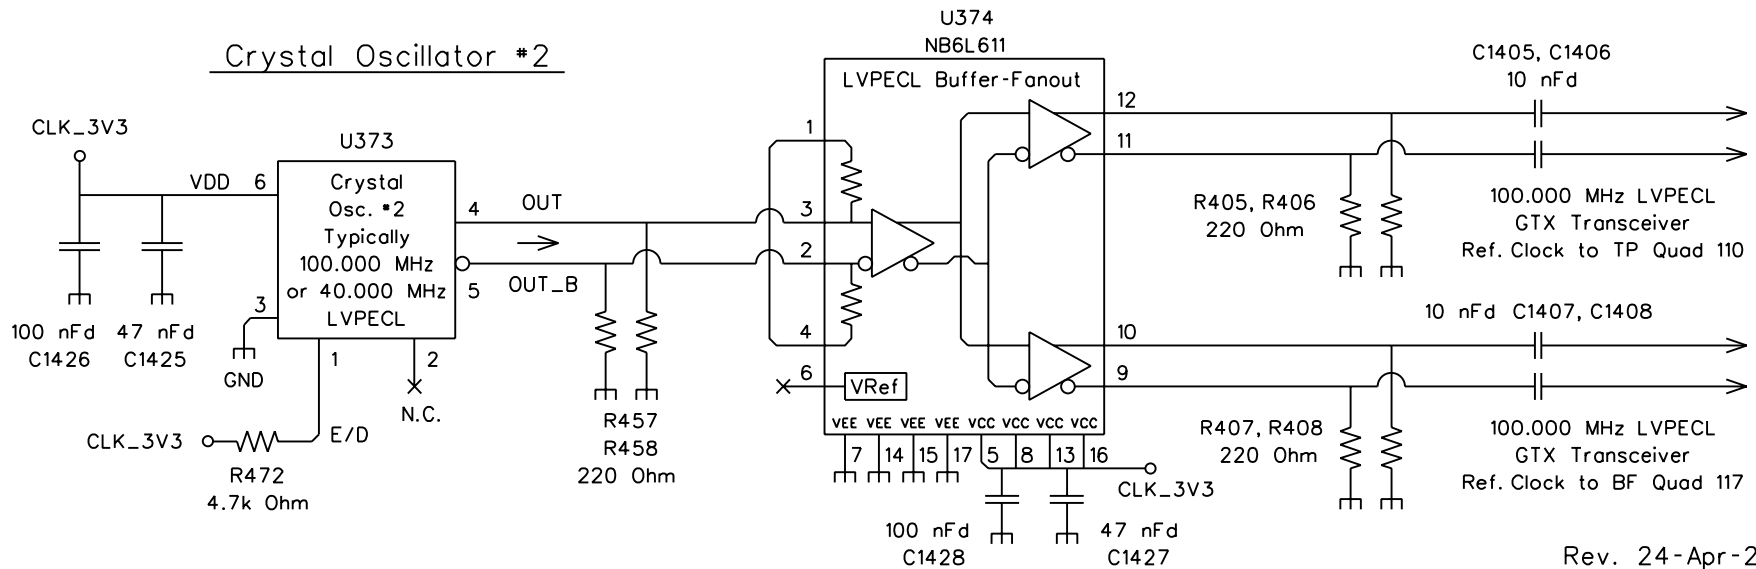 Crystal Oscillator #2
CLK_3V3
VDD
6
3
GND
100 nFd
C1426
47 nFd
C1425
U373
Crystal
Osc. #2
Typically
100.000 MHz
or 40.000 MHz
LVPECL
4
5
OUT
OUT_B
1
2
N.C.
E/D
CLK_3V3
R472
4.7k Ohm
R457
R458
220 Ohm
U374
NB6L611
LVPECL Buffer-Fanout
1
3
2
4
6
VRef
VEE VEE VEE VEE VCC VCC VCC VCC
7 14 15 17 5 8 13 16
CLK_3V3
100 nFd
C1428
47 nFd
C1427
12
11
10
9
C1405, C1406
10 nFd
R405, R406
220 Ohm
100.000 MHz LVPECL
GTX Transceiver
Ref. Clock to TP Quad 110
10 nFd C1407, C1408
R407, R408
220 Ohm
100.000 MHz LVPECL
GTX Transceiver
Ref. Clock to BF Quad 117
Rev. 24-Apr-2